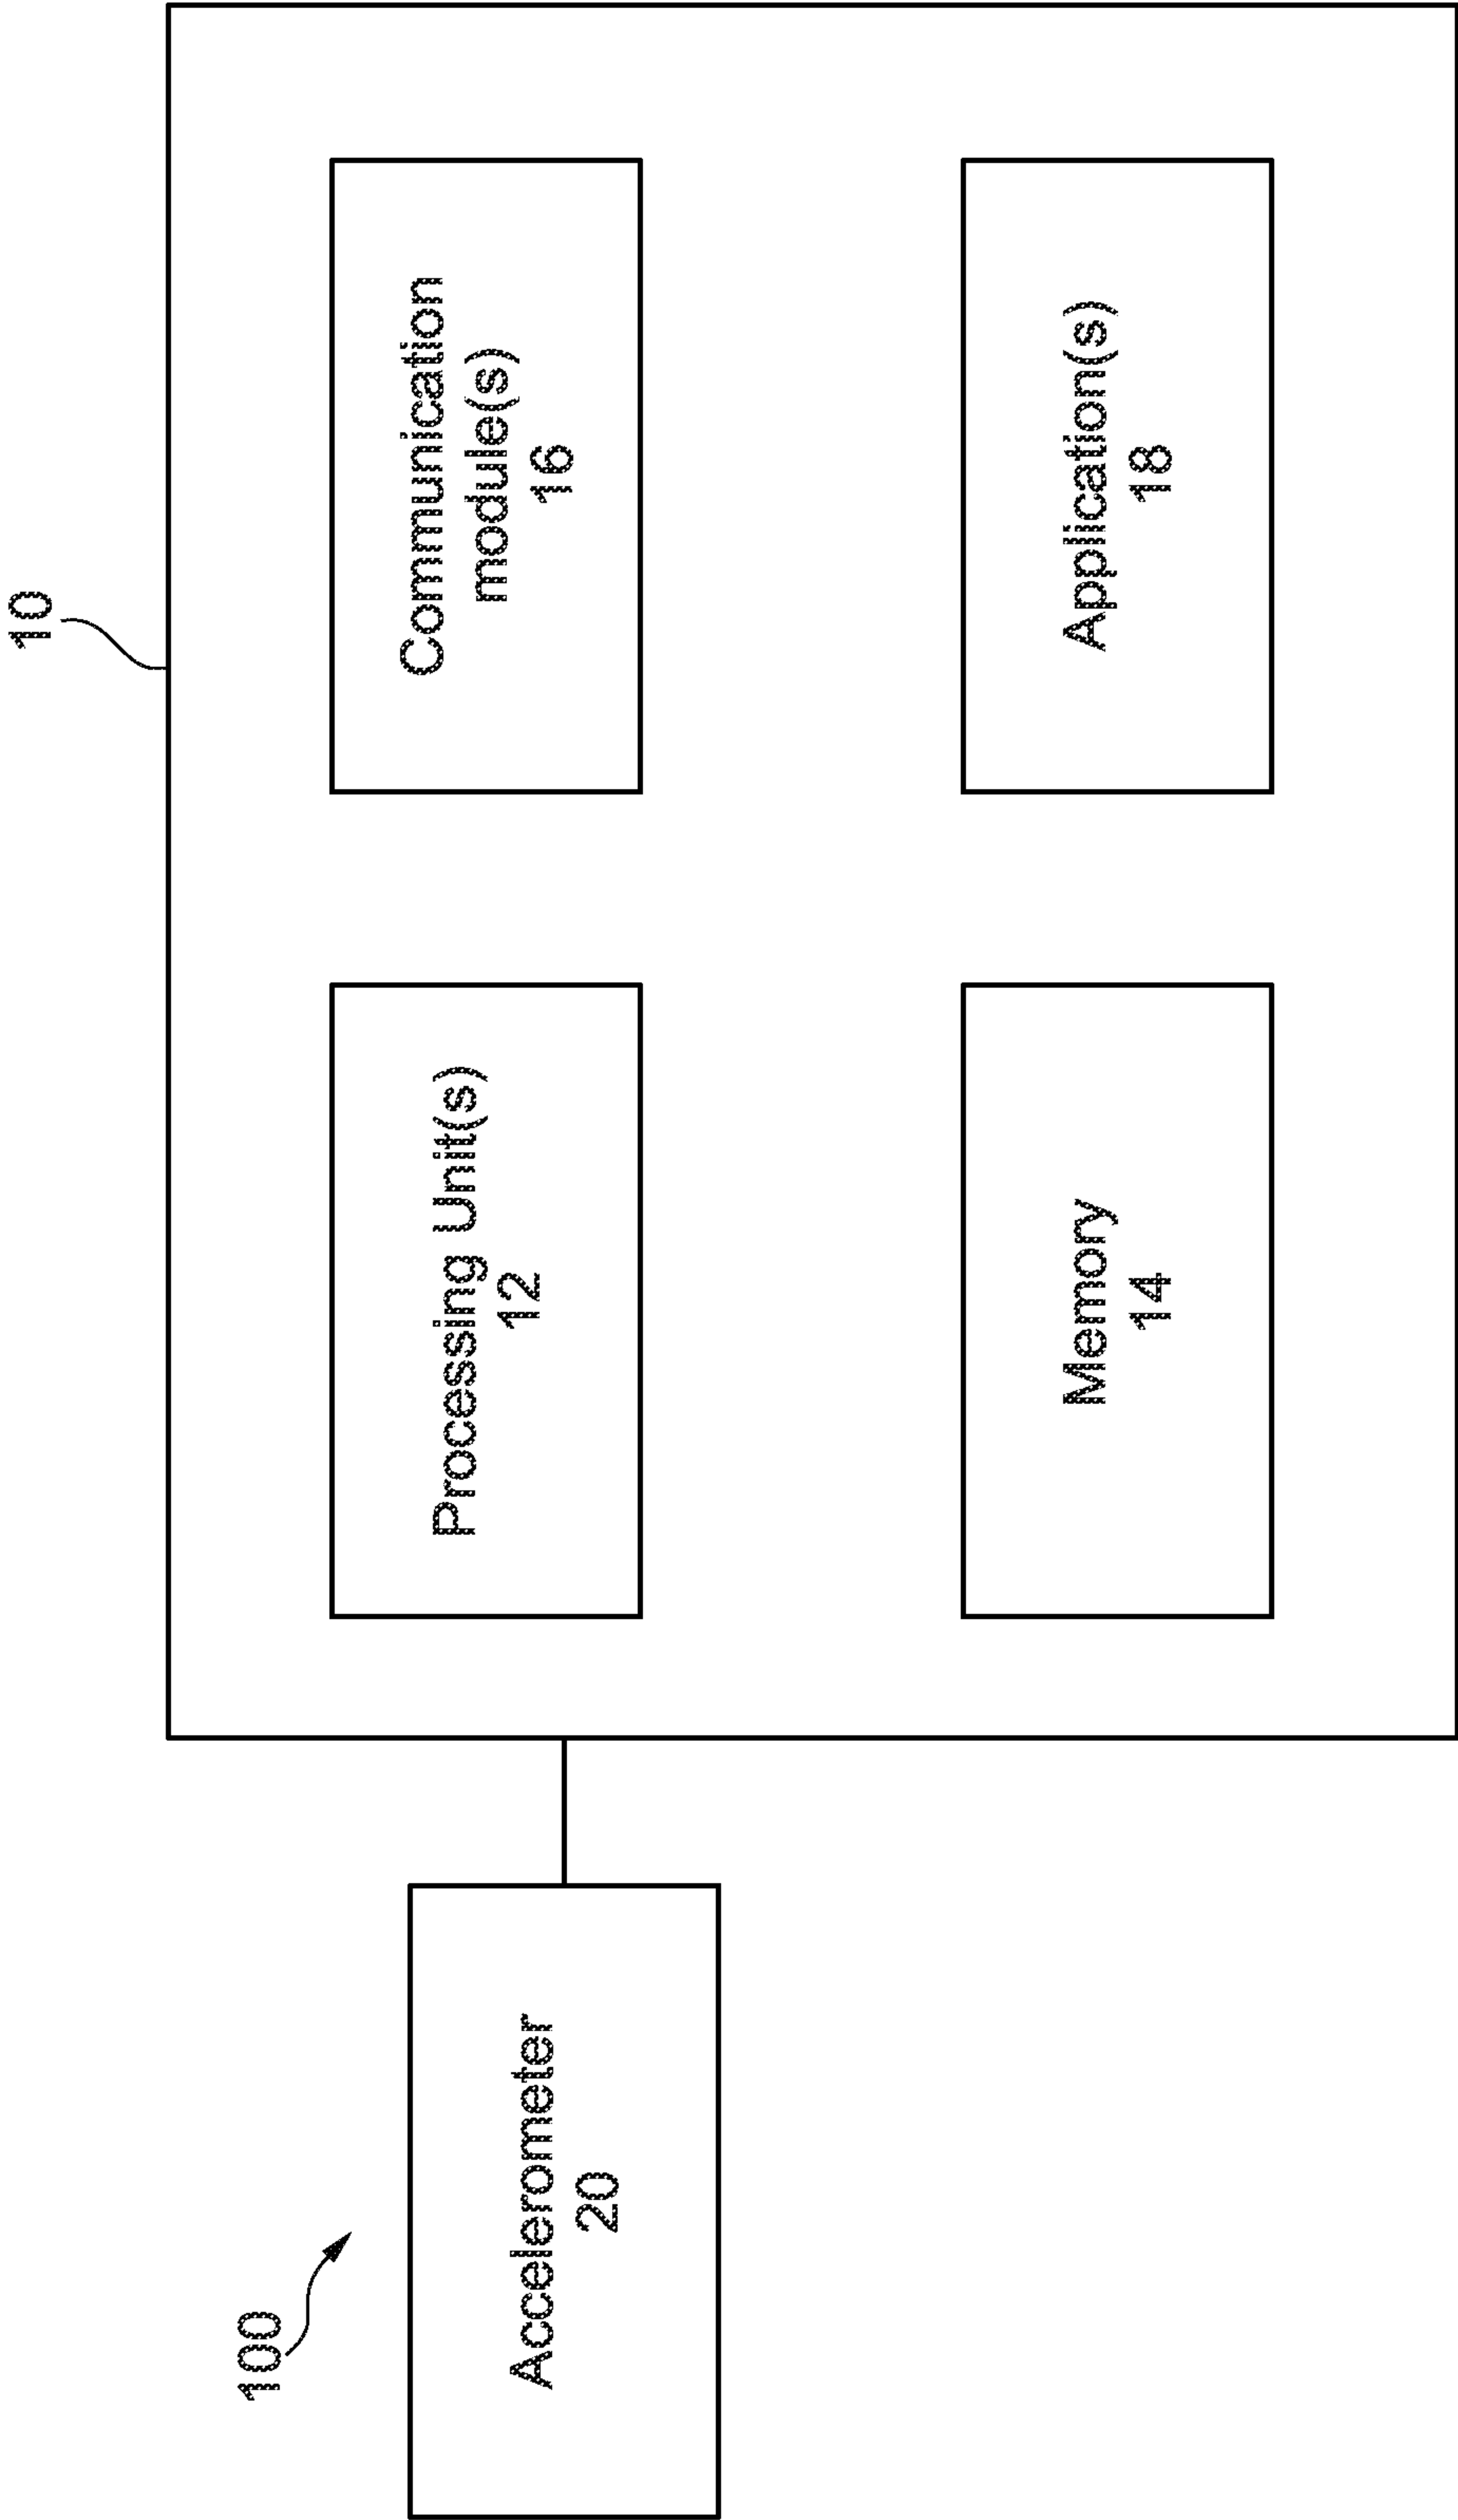 100
10
Accelerometer
20
Processing Unit(s)
12
Communication
module(s)
16
Memory
14
Application(s)
18